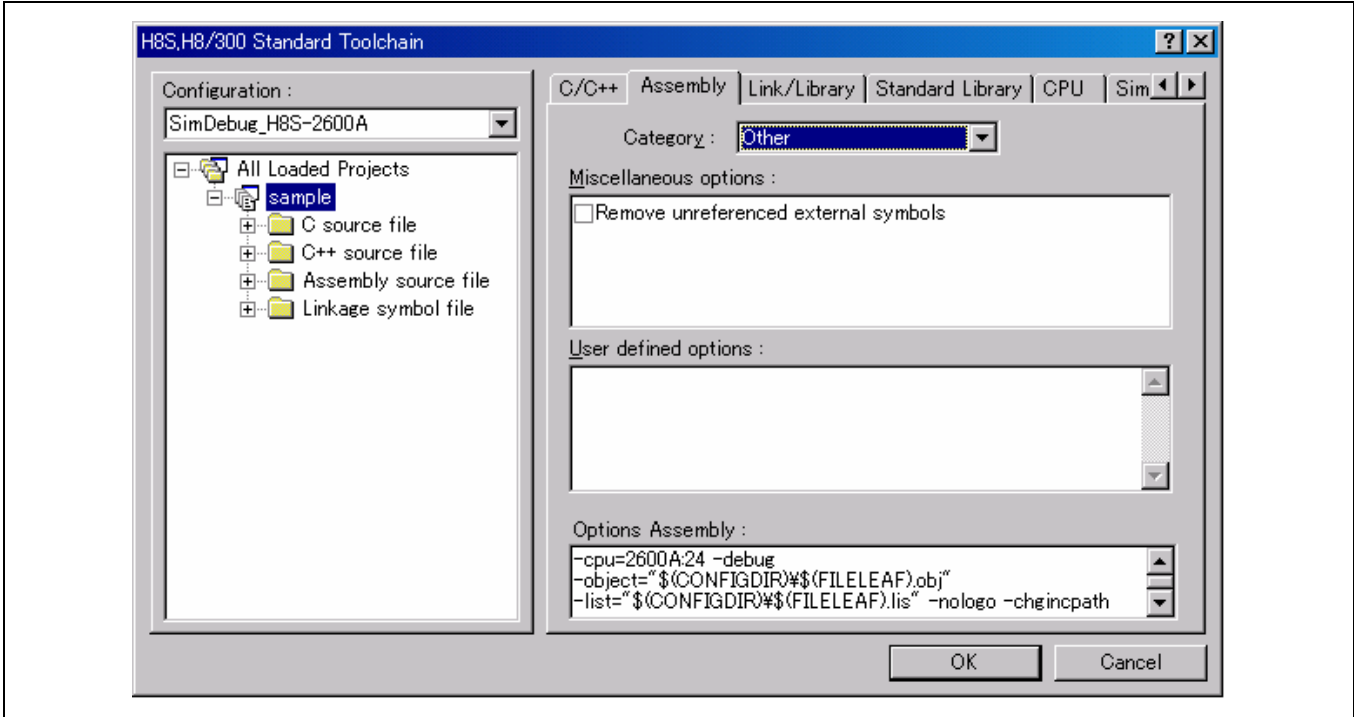 H8S,H8/300 Standard Toolchain
Configuration :
SimDebug_H8S-2600A
All Loaded Projects
sample
C source file
C++ source file
Assembly source file
Linkage symbol file
C/C++ Assembly Link/Library Standard Library CPU Sim
Category : Other
Miscellaneous options :
Remove unreferenced external symbols
User defined options :
Options Assembly :
-cpu=2600A:24 -debug
-object="$(CONFIGDIR)¥$(FILELEAF).obj"
-list="$(CONFIGDIR)¥$(FILELEAF).lis" -nologo -chgincpath
OK Cancel